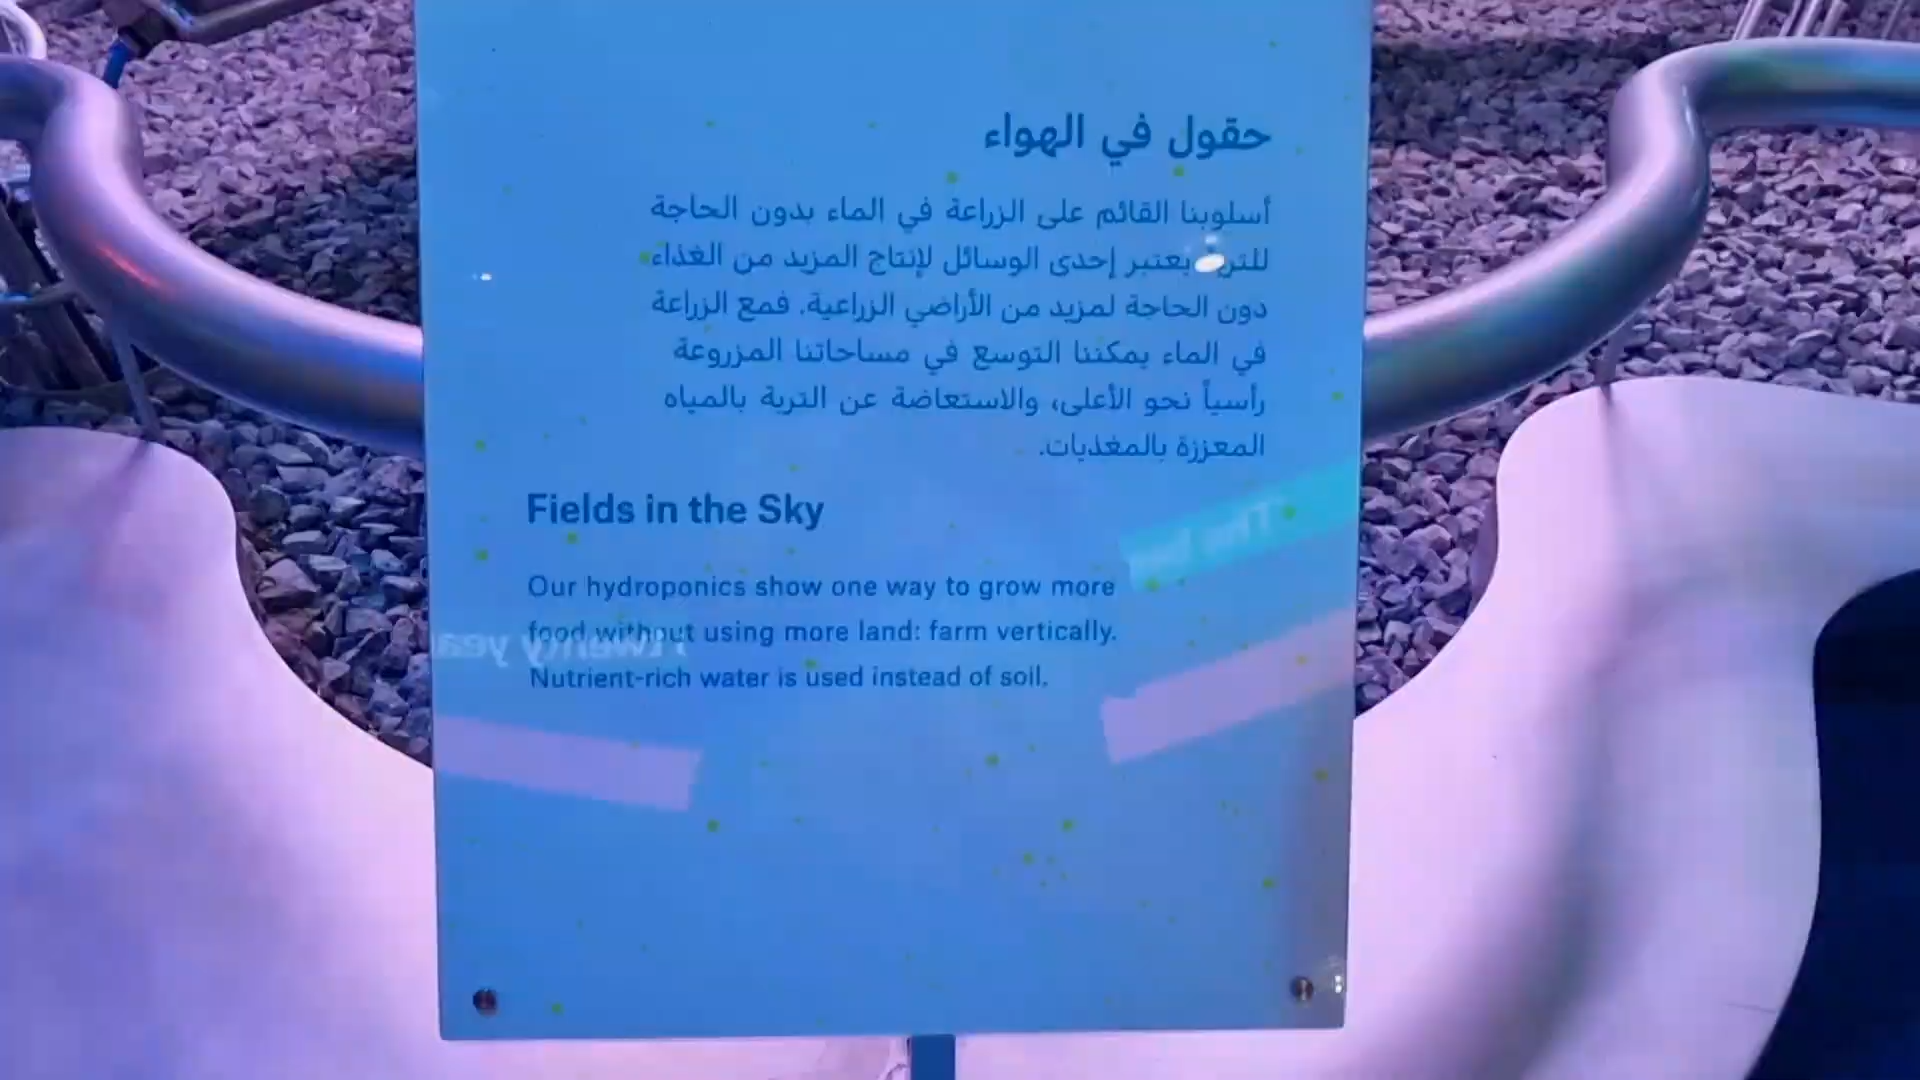 حقول في الهواء
أسلوبنا القائم على الزراعة في الماء بدون الحاجة
يعتبر إحدى الوسائل لإنتاج المزيد من الغذاء
دون الحاجة لمزيد من الأراضي الزراعية. فمع الزراعة
في الماء يمكننا التوسع في مساحاتنا المزروعة
رأسياً نحو الأعلى، والاستعاضة عن التربة بالمياه
المعززة بالمغذيات.
Fields in the Sky
Our hydroponics show one way to grow more
food without using more land: farm vertically.
Nutrient-rich water is used instead of soil.
twenty